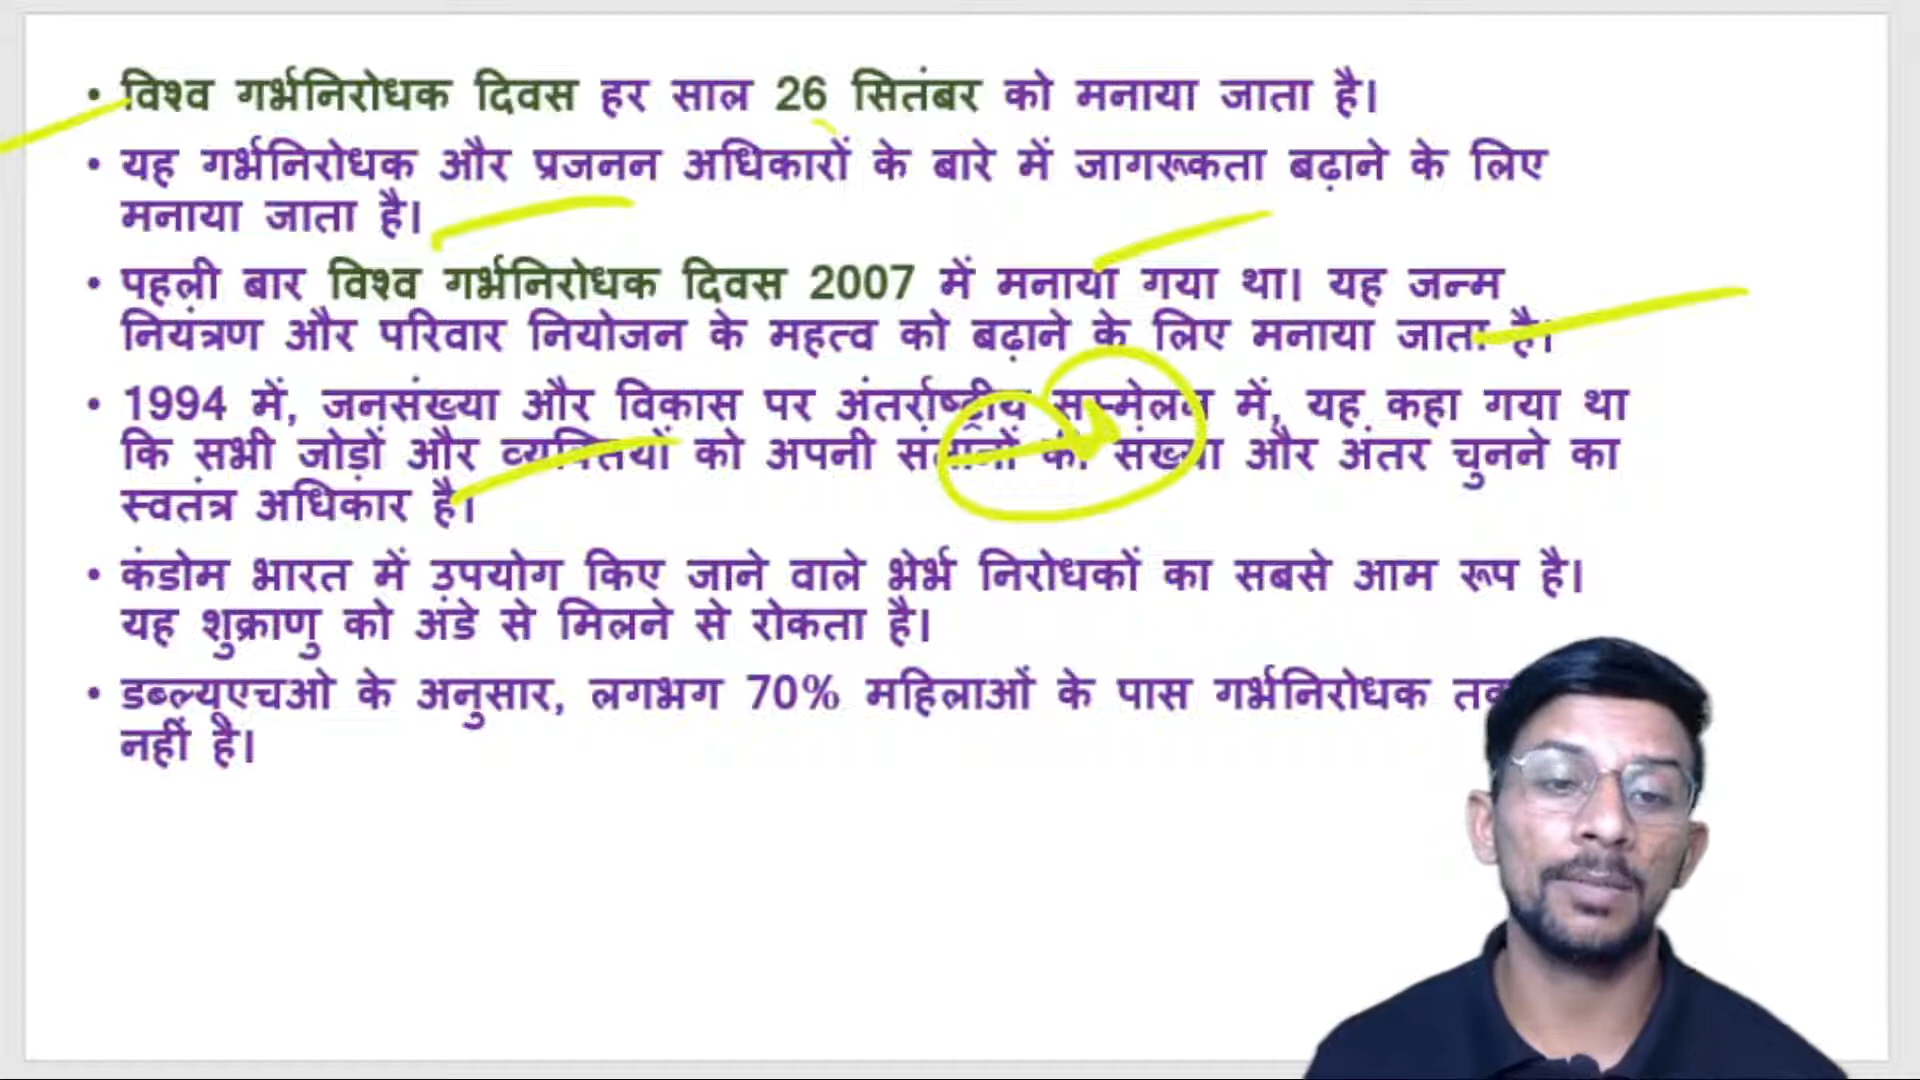 • विश्व गर्भनिरोधक दिवस हर साल 26 सितंबर को मनाया जाता है।
• यह गर्भनिरोधक और प्रजनन अधिकारों के बारे में जागरूकता बढ़ाने के लिए
मनाया जाता है।
• पहली बार विश्व गर्भनिरोधक दिवस 2007 में मनाया गया था। यह जन्म
नियंत्रण और परिवार नियोजन के महत्व को बढ़ाने के लिए मनाया जाता है।
• 1994 में, जनसंख्या और विकास पर अंतर्राष्ट्रीय सम्मेलन में, यह कहा गया था
कि सभी जोड़ों और व्यक्तियों को अपनी संतानों की संख्या और अंतर चुनने का
स्वतंत्र अधिकार है।
• कंडोम भारत में उपयोग किए जाने वाले भेर्भ निरोधकों का सबसे आम रूप है।
यह शुक्राणु को अंडे से मिलने से रोकता है।
• डब्ल्यूएचओ के अनुसार, लगभग 70% महिलाओं के पास गर्भनिरोधक
नहीं है।